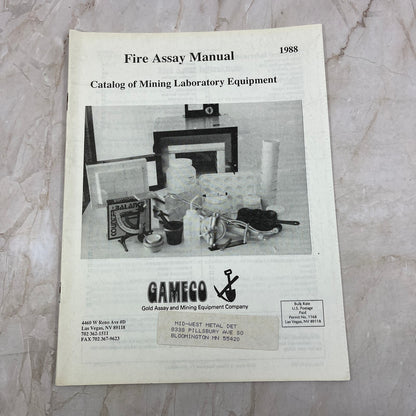 Fire Assay Manual
1988
Catalog of Mining Laboratory Equipment
GAMECO
Gold Assay and Mining Equipment Company
4460 W Reno Ave #D
Las Vegas, NV 89118
702-362-1511
FAX 702-367-9623
MID-WEST METAL DET
8338 PILLSBURY AVE SO
BLOOMINGTON MN 55420
Bulk Rate
U.S. Postage
Paid
Permit No. 1168
Las Vegas, NV 89118